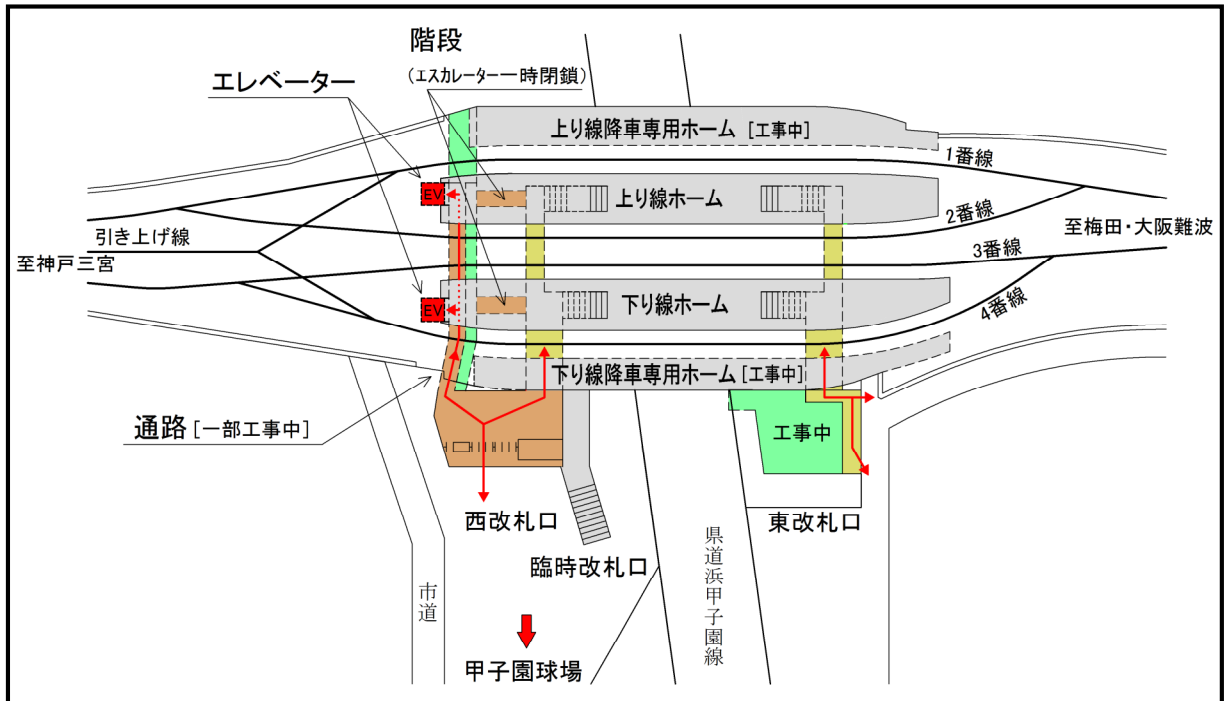 階段
(エスカレーター一時閉鎖)
エレベーター
上り線降車専用ホーム [工事中]
1番線
EV
上り線ホーム
2番線
至梅田・大阪難波
引き上げ線
3番線
至神戸三宮
EV
下り線ホーム
4番線
下り線降車専用ホーム [工事中]
通路 [一部工事中]
工事中
西改札口
東改札口
臨時改札口
県道浜甲子園線
市道
甲子園球場